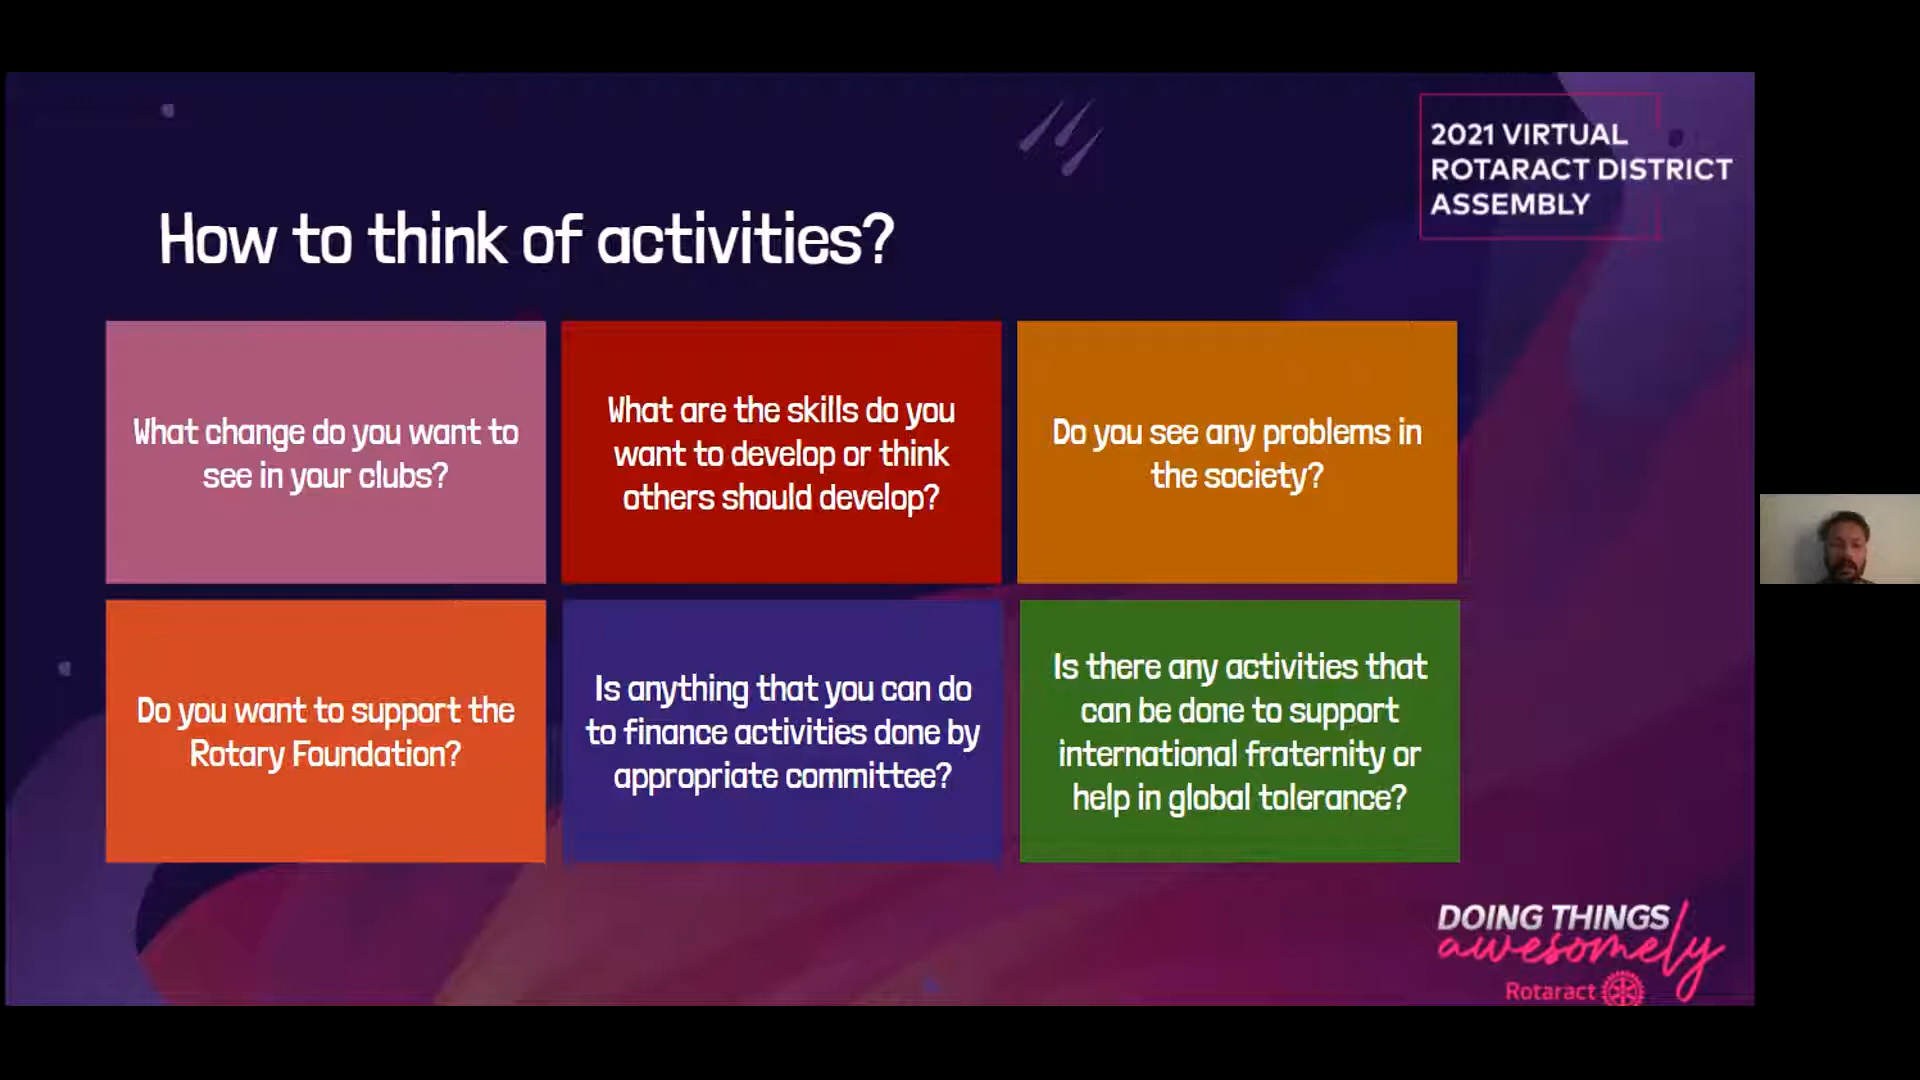 2021 VIRTUAL
ROTARACT DISTRICT
ASSEMBLY
How to think of activities?
What change do you want to
see in your clubs?
What are the skills do you
want to develop or think
others should develop?
Do you see any problems in
the society?
Do you want to support the
Rotary Foundation?
Is anything that you can do
to finance activities done by
appropriate committee?
Is there any activities that
can be done to support
international fraternity or
help in global tolerance?
DOING THINGS
awesomely
Rotaract